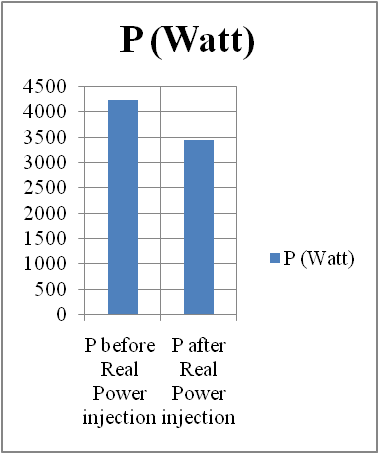 P (Watt)
4500
4000
3500
3000
2500
2000
1500
1000
500
0
P before
Real
Power
injection
P after
Real
Power
injection
P (Watt)